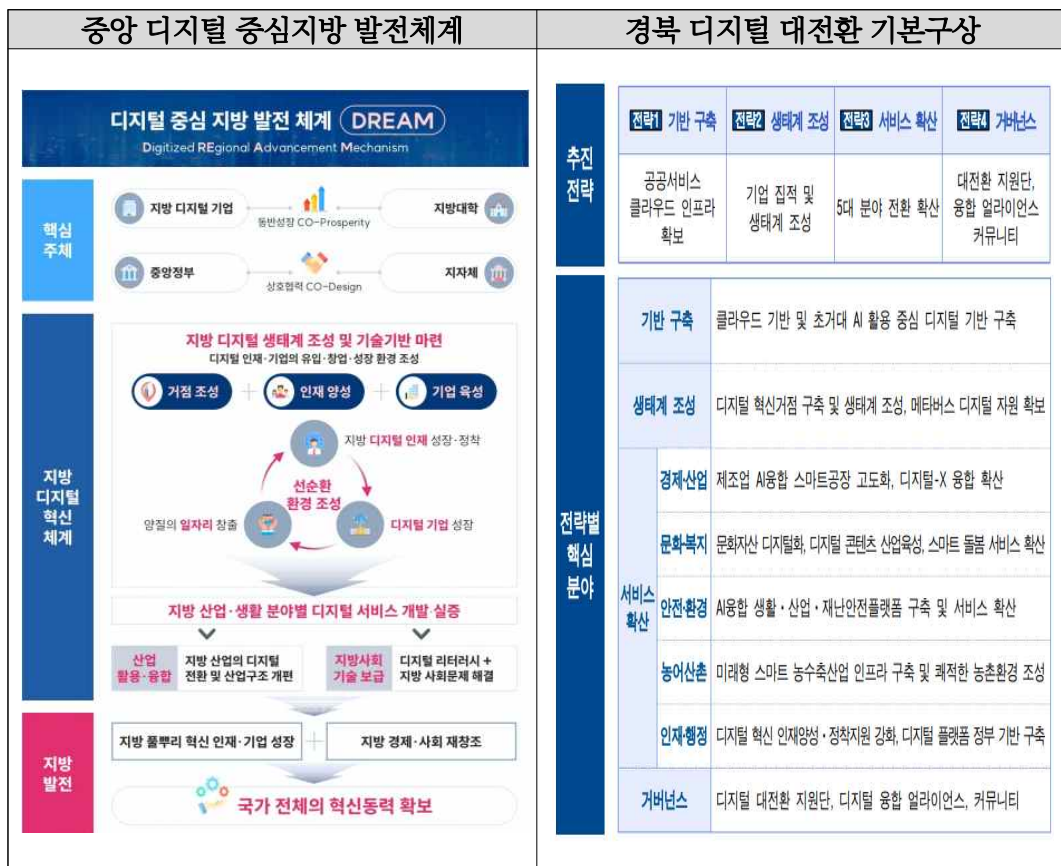 중앙 디지털 중심지방 발전체계
디지털 중심 지방 발전 체계 DREAM
Digitized REgional Advancement Mechanism
핵심
주체
지방 디지털 기업
동반성장 CO-Prosperity
지방대학
중앙정부
상호협력 CO-Design
지자체
지방
디지털
혁신
체계
지방 디지털 생태계 조성 및 기술기반 마련
디지털 인재·기업의 유입·창업·성장 환경 조성
거점 조성 + 인재 양성 + 기업 육성
지방 디지털 인재 성장·정착
선순환
환경 조성
양질의 일자리 창출
디지털 기업 성장
지방 산업·생활 분야별 디지털 서비스 개발·실증
산업
활용·융합
지방 산업의 디지털
전환 및 산업구조 개편
지방사회
기술 보급
디지털 리터러시 +
지방 사회문제 해결
지방
발전
지방 풀뿌리 혁신 인재·기업 성장 + 지방 경제·사회 재창조
국가 전체의 혁신동력 확보
경북 디지털 대전환 기본구상
추진
전략
전략1 기반 구축
전략2 생태계 조성
전략3 서비스 확산
전략4 거버넌스
공공서비스
클라우드 인프라
확보
기업 집적 및
생태계 조성
5대 분야 전환 확산
대전환 지원단,
융합 얼라이언스
커뮤니티
전략별
핵심
분야
기반 구축
클라우드 기반 및 초거대 AI 활용 중심 디지털 기반 구축
생태계 조성
디지털 혁신거점 구축 및 생태계 조성, 메타버스 디지털 자원 확보
서비스
확산
경제·산업
제조업 AI융합 스마트공장 고도화, 디지털-X 융합 확산
문화·복지
문화자산 디지털화, 디지털 콘텐츠 산업육성, 스마트 돌봄 서비스 확산
안전·환경
AI융합 생활·산업·재난안전플랫폼 구축 및 서비스 확산
농어산촌
미래형 스마트 농수축산업 인프라 구축 및 쾌적한 농촌환경 조성
인재·행정
디지털 혁신 인재양성·정착지원 강화, 디지털 플랫폼 정부 기반 구축
거버넌스
디지털 대전환 지원단, 디지털 융합 얼라이언스, 커뮤니티